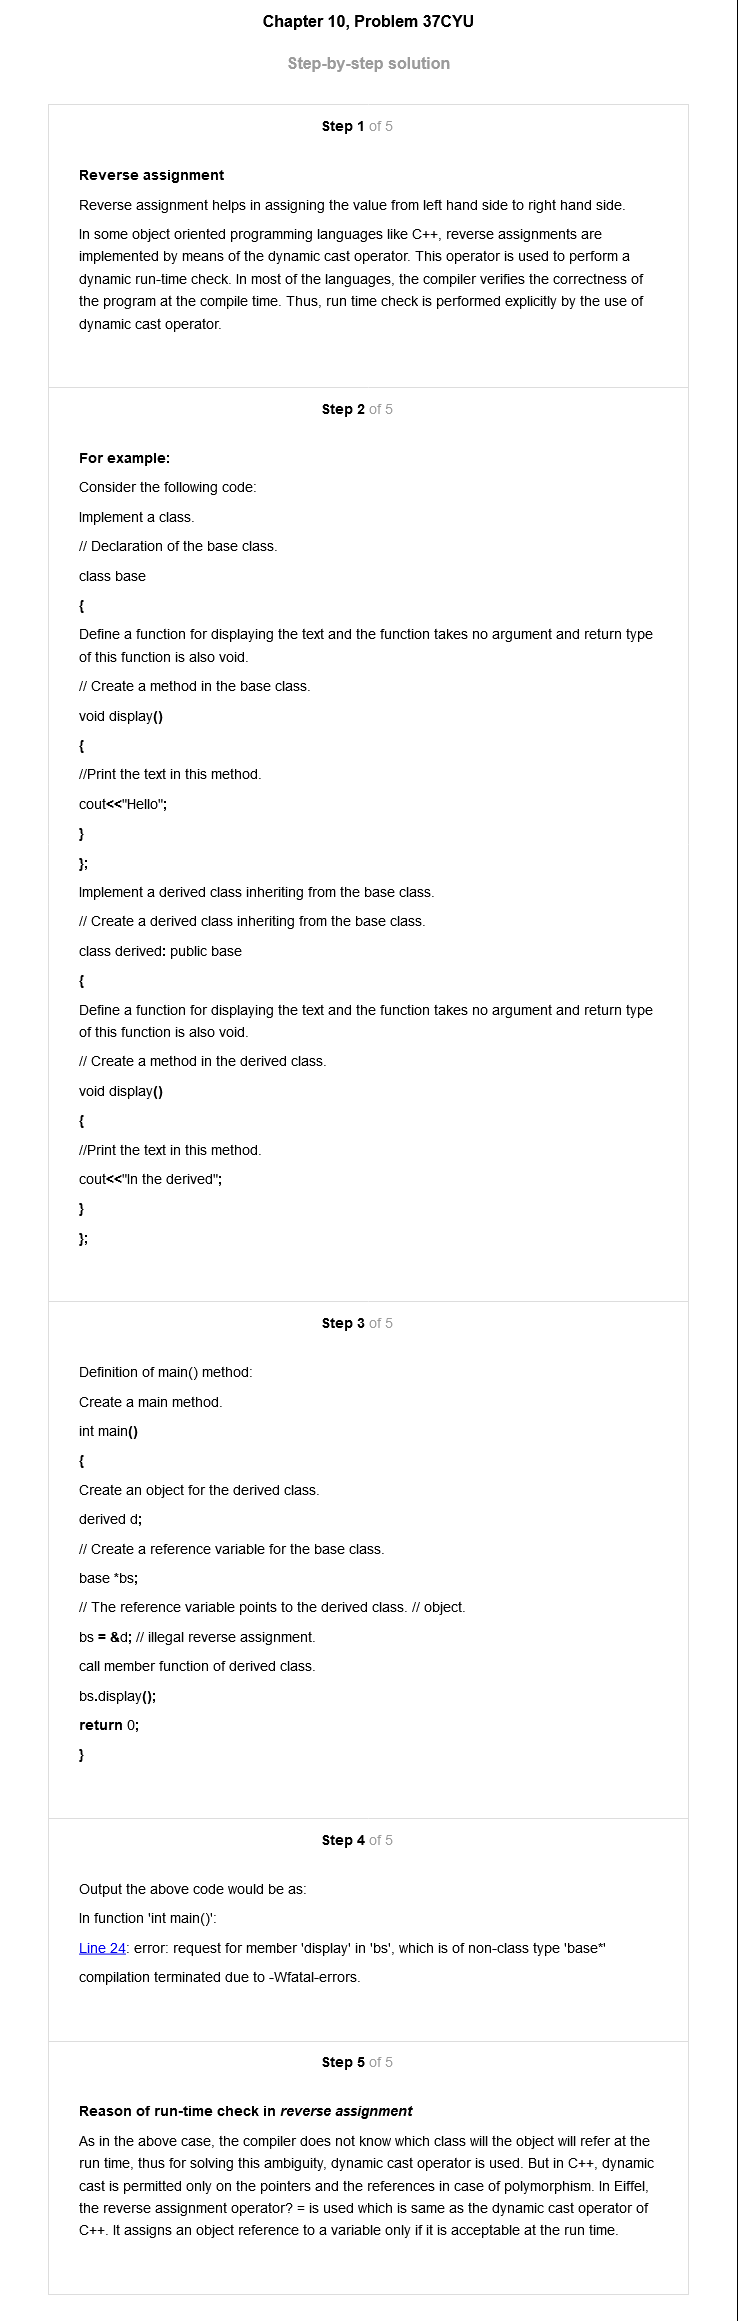 Chapter 10, Problem 37CYU
Step-by-step solution
Step 1 of 5
Reverse assignment
Reverse assignment helps in assigning the value from left hand side to right hand side.
In some object oriented programming languages like C++, reverse assignments are
implemented by means of the dynamic cast operator. This operator is used to perform a
dynamic run-time check. In most of the languages, the compiler verifies the correctness of
the program at the compile time. Thus, run time check is performed explicitly by the use of
dynamic cast operator.
Step 2 of 5
For example:
Consider the following code:
Implement a class.
// Declaration of the base class.
class base
{
Define a function for displaying the text and the function takes no argument and return type
of this function is also void.
// Create a method in the base class.
void display()
{
//Print the text in this method.
cout<<"Hello";
}
};
Implement a derived class inheriting from the base class.
// Create a derived class inheriting from the base class.
class derived: public base
{
Define a function for displaying the text and the function takes no argument and return type
of this function is also void.
// Create a method in the derived class.
void display()
{
//Print the text in this method.
cout<<"In the derived";
}
};
Step 3 of 5
Definition of main() method:
Create a main method.
int main()
{
Create an object for the derived class.
derived d;
// Create a reference variable for the base class.
base *bs;
// The reference variable points to the derived class. // object.
bs = &d; // illegal reverse assignment.
call member function of derived class.
bs.display();
return 0;
}
Step 4 of 5
Output the above code would be as:
In function 'int main()':
Line 24: error: request for member 'display' in 'bs', which is of non-class type 'base*'
compilation terminated due to -Wfatal-errors.
Step 5 of 5
Reason of run-time check in reverse assignment
As in the above case, the compiler does not know which class will the object will refer at the
run time, thus for solving this ambiguity, dynamic cast operator is used. But in C++, dynamic
cast is permitted only on the pointers and the references in case of polymorphism. In Eiffel,
the reverse assignment operator? = is used which is same as the dynamic cast operator of
C++. It assigns an object reference to a variable only if it is acceptable at the run time.